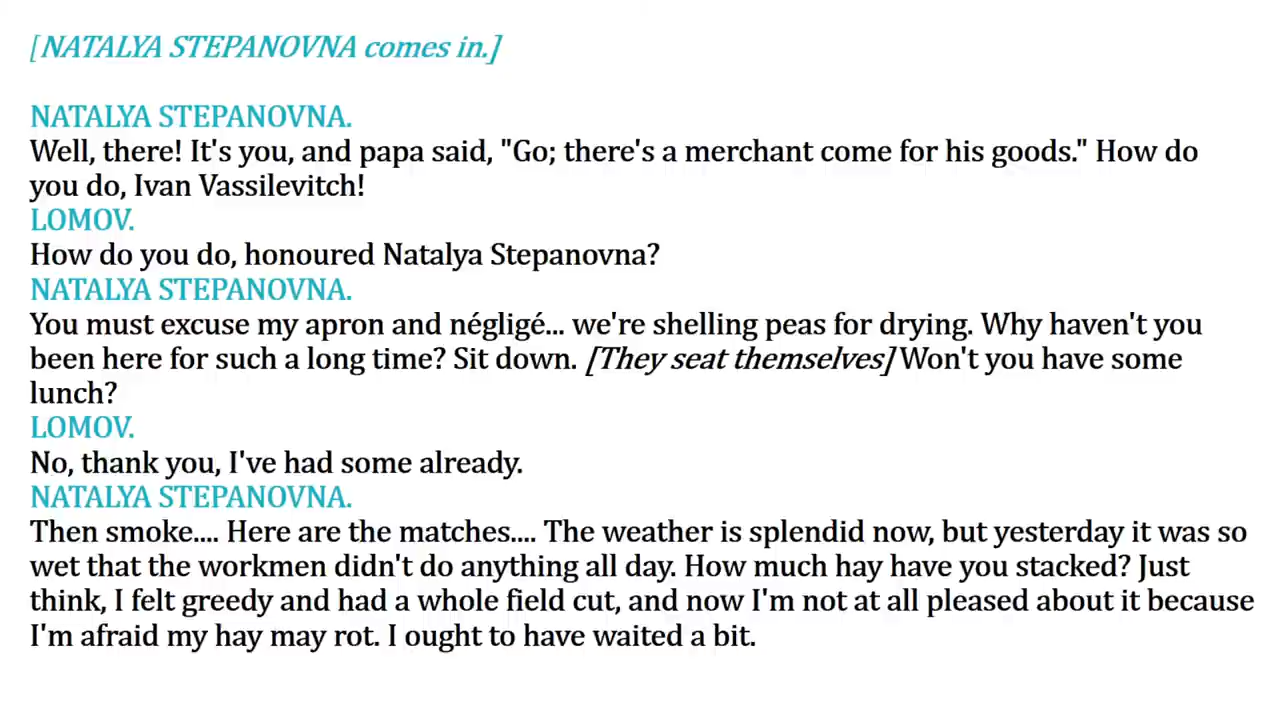 [NATALYA STEPANOVNA comes in.]
NATALYA STEPANOVNA.
Well, there! It's you, and papa said, "Go; there's a merchant come for his goods." How do
you do, Ivan Vassilevitch!
LOMOV.
How do you do, honoured Natalya Stepanovna?
NATALYA STEPANOVNA.
You must excuse my apron and négligé... we're shelling peas for drying. Why haven't you
been here for such a long time? Sit down. [They seat themselves] Won't you have some
lunch?
LOMOV.
No, thank you, I've had some already.
NATALYA STEPANOVNA.
Then smoke.... Here are the matches.... The weather is splendid now, but yesterday it was so
wet that the workmen didn't do anything all day. How much hay have you stacked? Just
think, I felt greedy and had a whole field cut, and now I'm not at all pleased about it because
I'm afraid my hay may rot. I ought to have waited a bit.